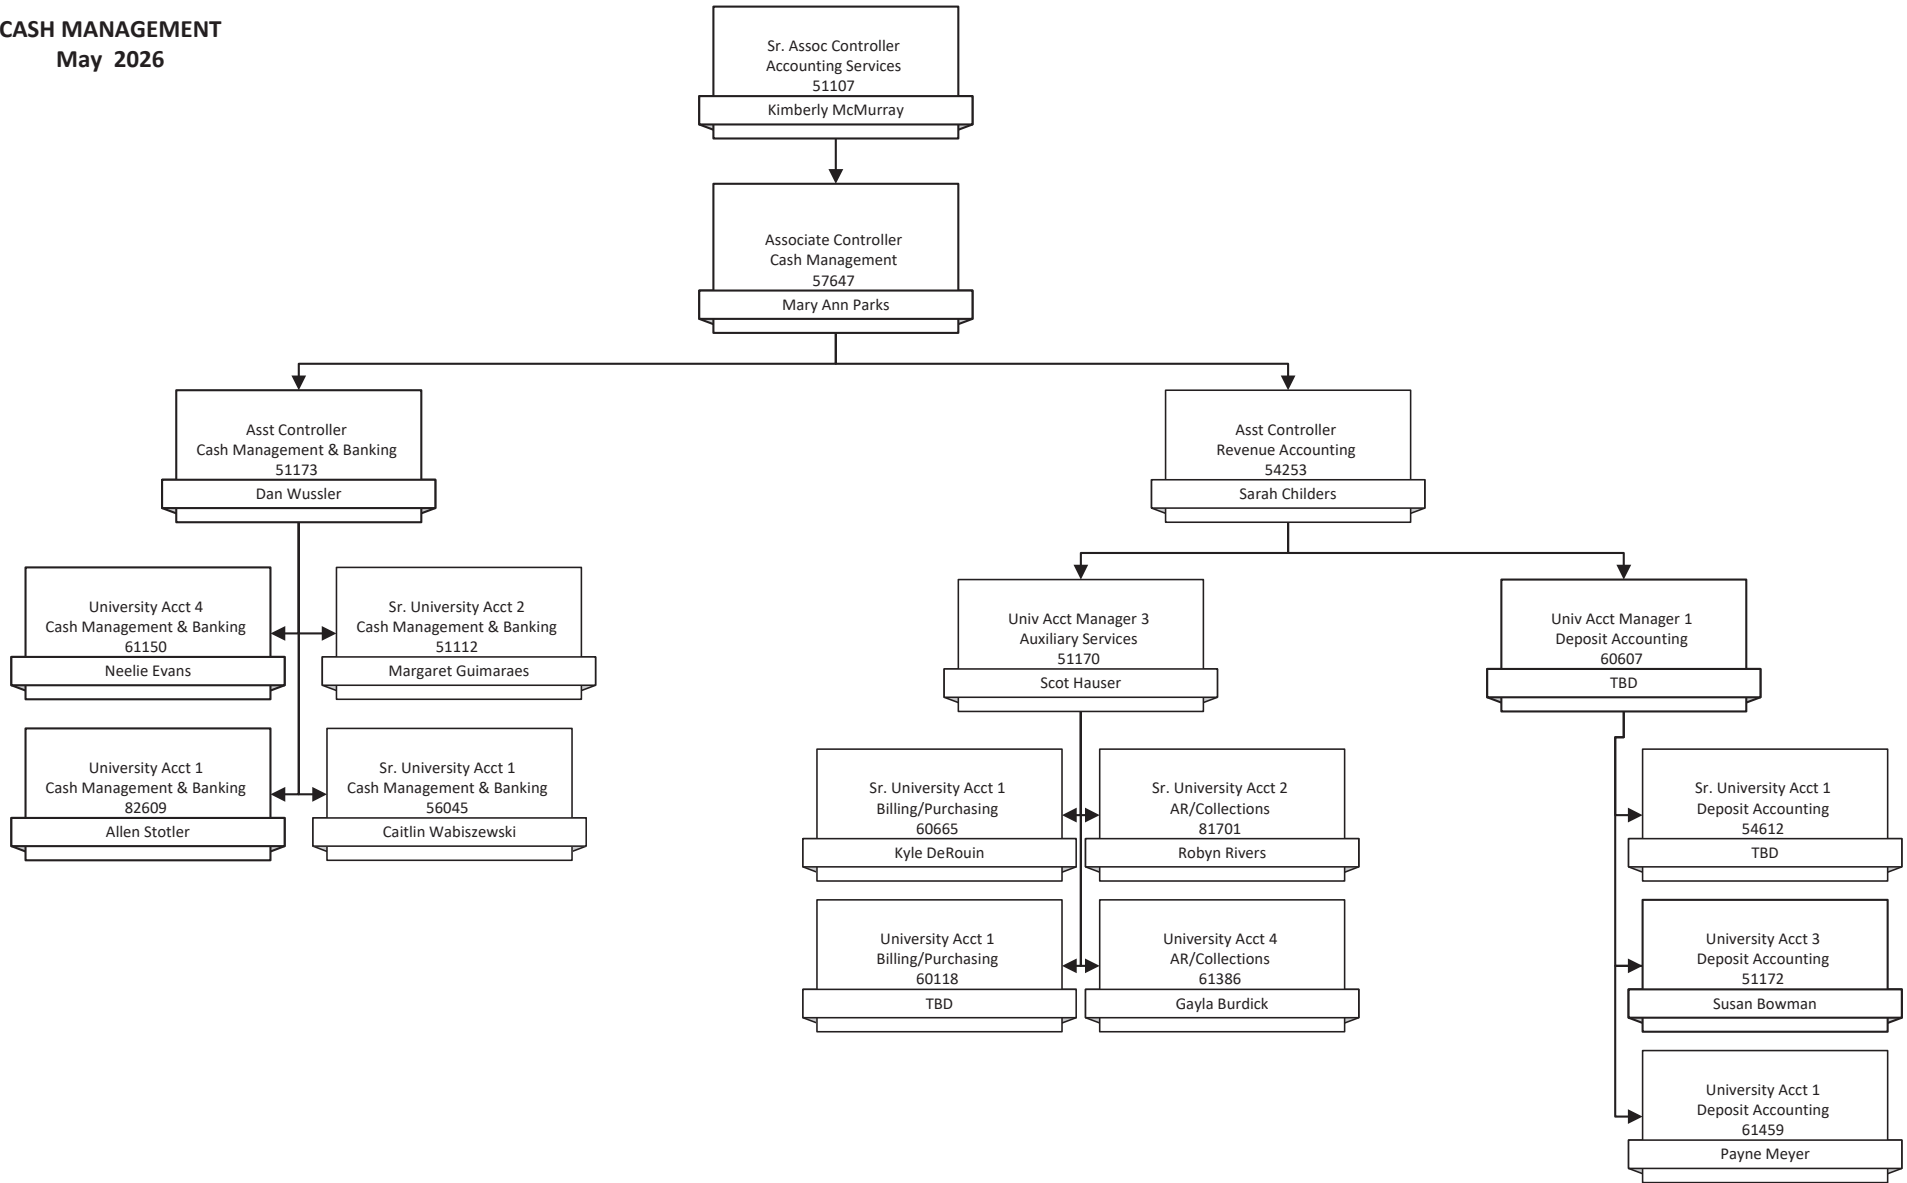 CASH MANAGEMENT
May 2026
Sr. Assoc Controller
Accounting Services
51107
Kimberly McMurray
Associate Controller
Cash Management
57647
Mary Ann Parks
Asst Controller
Cash Management & Banking
51173
Dan Wussler
Asst Controller
Revenue Accounting
54253
Sarah Childers
University Acct 4
Cash Management & Banking
61150
Neelie Evans
Sr. University Acct 2
Cash Management & Banking
51112
Margaret Guimaraes
University Acct 1
Cash Management & Banking
82609
Allen Stotler
Sr. University Acct 1
Cash Management & Banking
56045
Caitlin Wabiszewski
Univ Acct Manager 3
Auxiliary Services
51170
Scot Hauser
Univ Acct Manager 1
Deposit Accounting
60607
TBD
Sr. University Acct 1
Billing/Purchasing
60665
Kyle DeRouin
Sr. University Acct 2
AR/Collections
81701
Robyn Rivers
University Acct 1
Billing/Purchasing
60118
TBD
University Acct 4
AR/Collections
61386
Gayla Burdick
Sr. University Acct 1
Deposit Accounting
54612
TBD
University Acct 3
Deposit Accounting
51172
Susan Bowman
University Acct 1
Deposit Accounting
61459
Payne Meyer